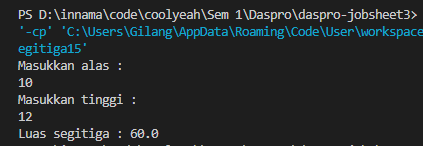 PS D:\innama\code\coolyeah\Sem 1\Daspro\daspro-jobsheet3>
'-cp' 'C:\Users\Gilang\AppData\Roaming\Code\User\workspace
egitiga15'
Masukkan alas :
10
Masukkan tinggi :
12
Luas segitiga : 60.0